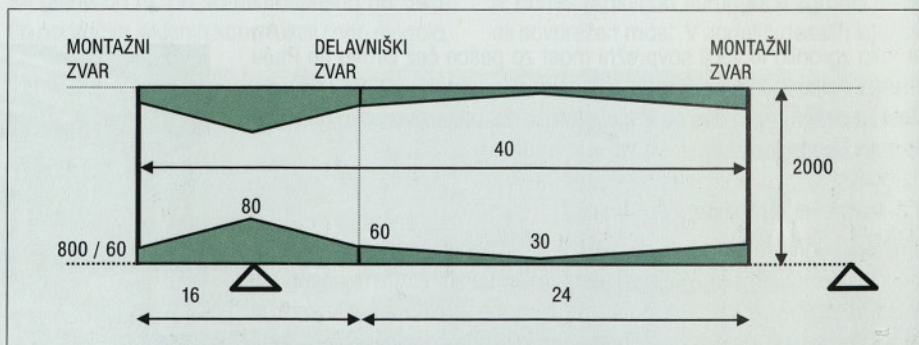 MONTAŽNI
ZVAR
DELAVNIŠKI
ZVAR
MONTAŽNI
ZVAR
40
2000
80
60
30
800 / 60
16
24